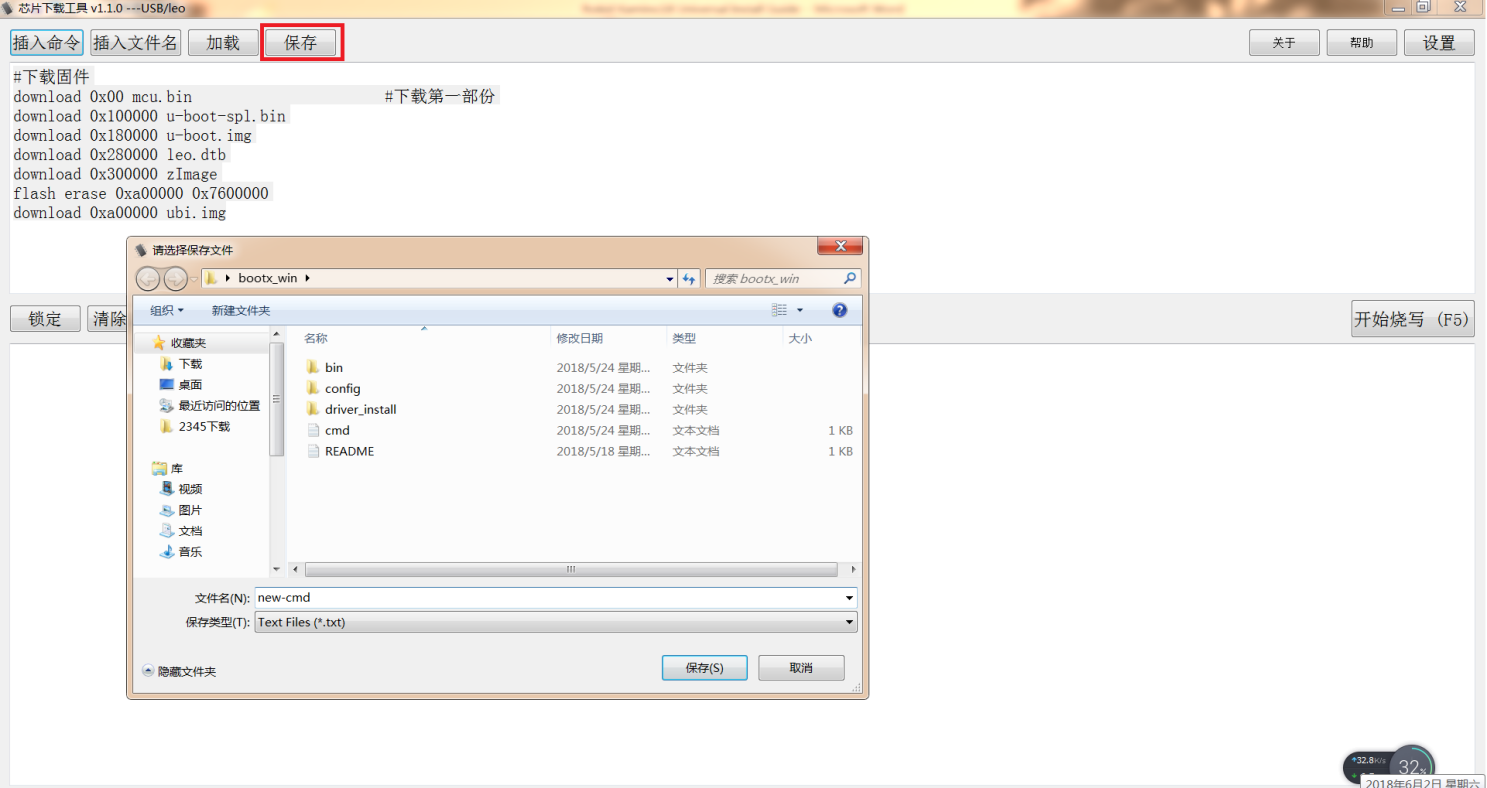 芯片下载工具 v1.1.0 ---USB/leo
插入命令 插入文件名 加载 保存 关于 帮助 设置
#下载固件
download 0x00 mcu.bin #下载第一部份
download 0x100000 u-boot-spl.bin
download 0x180000 u-boot.img
download 0x280000 leo.dtb
download 0x300000 zImage
flash erase 0xa00000 0x7600000
download 0xa00000 ubi.img
请选择保存文件
bootx_win 搜索 bootx_win
组织 新建文件夹
锁定 清除 开始烧写 (F5)
名称 修改日期 类型 大小
收藏夹
下载
桌面
最近访问的位置
2345下载
库
视频
图片
文档
音乐
bin 2018/5/24 星期... 文件夹
config 2018/5/24 星期... 文件夹
driver_install 2018/5/24 星期... 文件夹
cmd 2018/5/24 星期... 文本文档 1 KB
README 2018/5/18 星期... 文本文档 1 KB
文件名(N): new-cmd
保存类型(T): Text Files (*.txt)
隐藏文件夹 保存(S) 取消
32.8K/s
32%
2018年6月2日 星期六